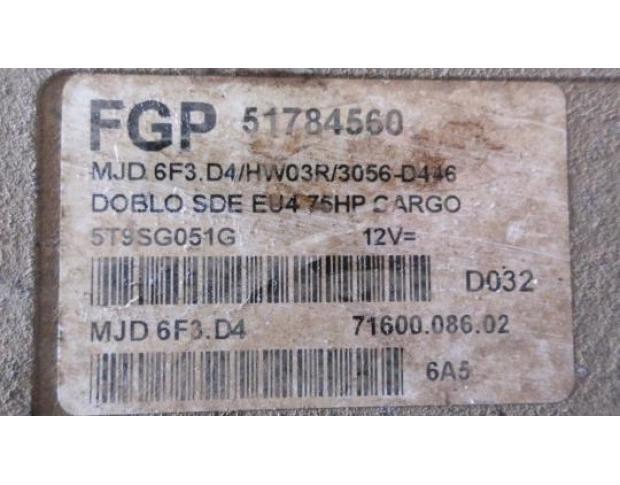 FGP 51784560
MJD 6F3.D4/HW03R/3056-D446
DOBLO SDE EU4 75HP CARGO
5T9SG051G 12V=
D032
MJD 6F3.D4 71600.086.02
6A5